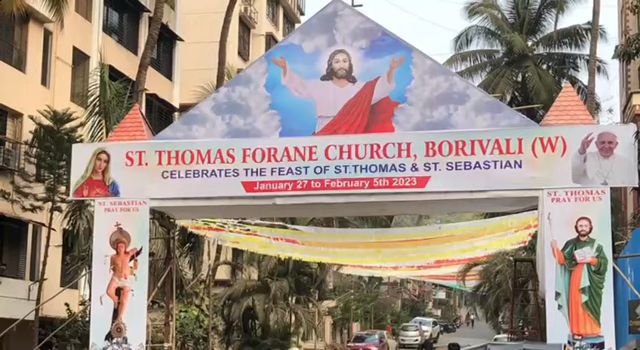 ST. THOMAS FORANE CHURCH, BORIVALI (W)
CELEBRATES THE FEAST OF ST.THOMAS & ST. SEBASTIAN
January 27 to February 5th 2023
ST. SEBASTIAN
PRAY FOR US
ST. THOMAS
PRAY FOR US